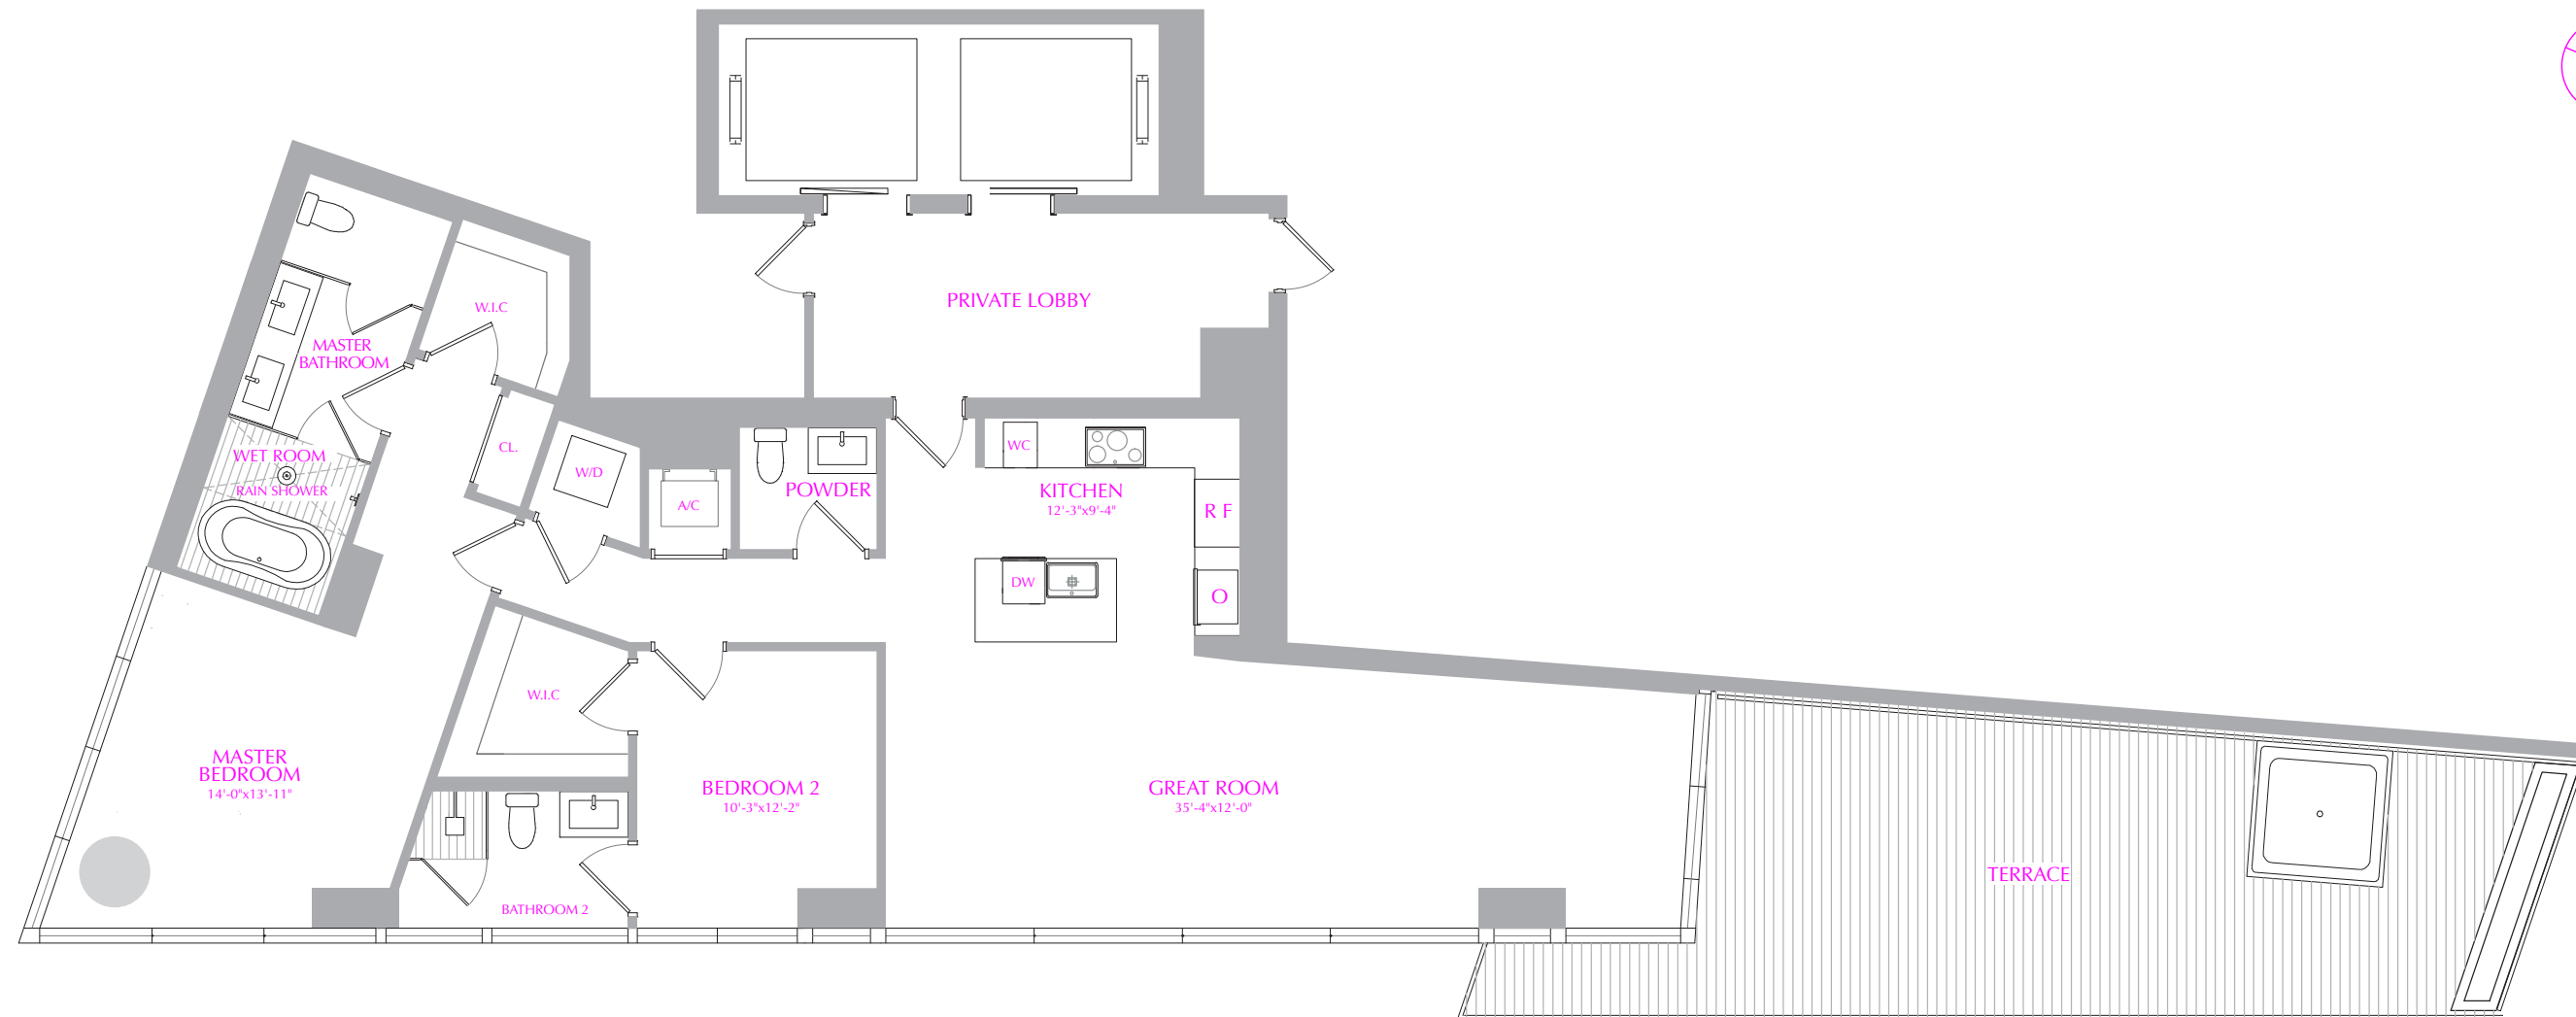 PRIVATE LOBBY
W.I.C
MASTER
BATHROOM
CL.
WET ROOM
RAIN SHOWER
W/D
A/C
POWDER
WC
KITCHEN
12'-3"x9'-4"
R F
DW
O
W.I.C
MASTER
BEDROOM
14'-0"x13'-11"
BEDROOM 2
10'-3"x12'-2"
GREAT ROOM
35'-4"x12'-0"
TERRACE
BATHROOM 2